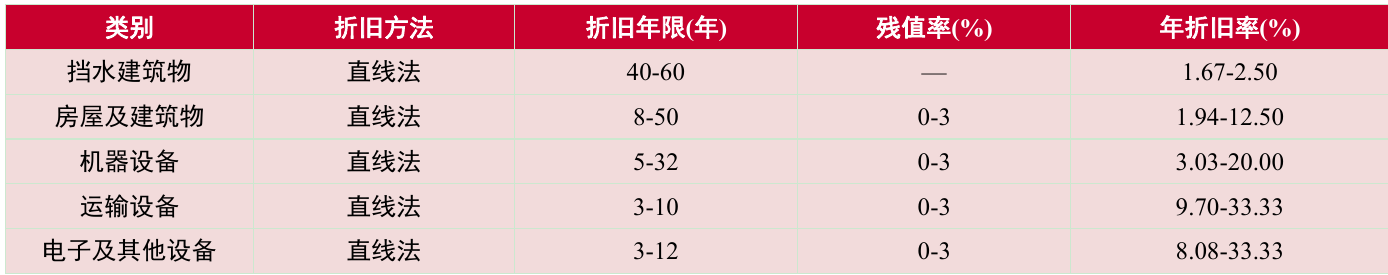 类别 折旧方法 折旧年限(年) 残值率(%) 年折旧率(%)
挡水建筑物 直线法 40-60 — 1.67-2.50
房屋及建筑物 直线法 8-50 0-3 1.94-12.50
机器设备 直线法 5-32 0-3 3.03-20.00
运输设备 直线法 3-10 0-3 9.70-33.33
电子及其他设备 直线法 3-12 0-3 8.08-33.33